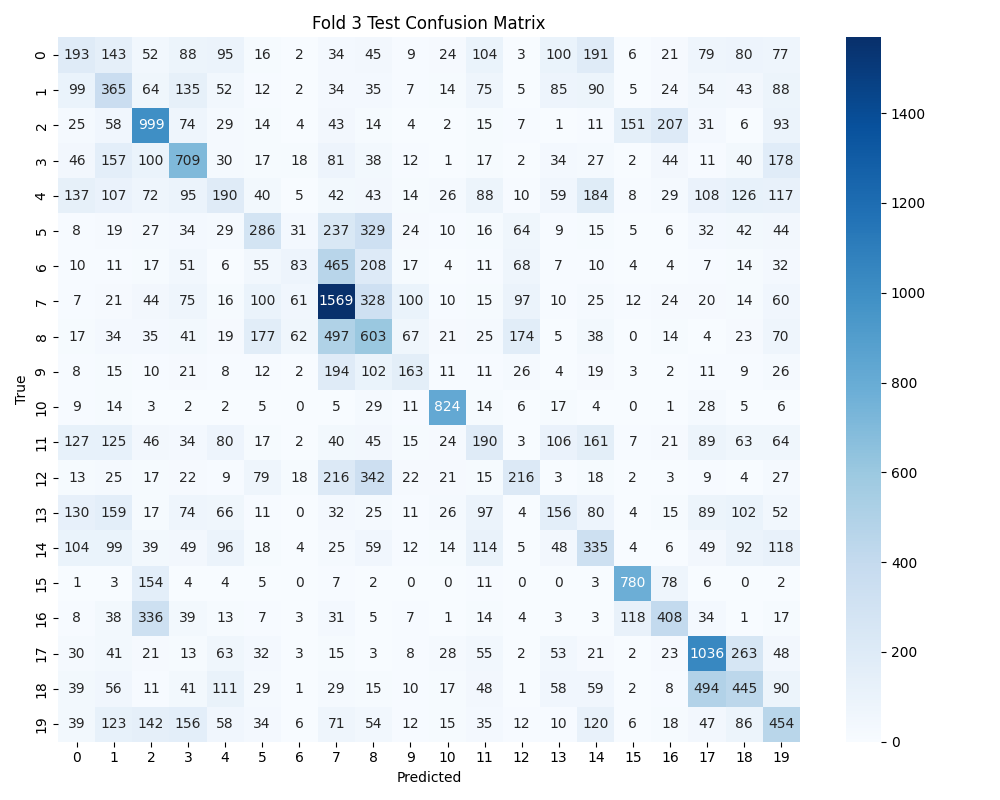 Fold 3 Test Confusion Matrix
0 193 143 52 88 95 16 2 34 45 9 24 104 3 100 191 6 21 79 80 77
1 99 365 64 135 52 12 2 34 35 7 14 75 5 85 90 5 24 54 43 88
2 25 58 999 74 29 14 4 43 14 4 2 15 7 1 11 151 207 31 6 93
3 46 157 100 709 30 17 18 81 38 12 1 17 2 34 27 2 44 11 40 178
4 137 107 72 95 190 40 5 42 43 14 26 88 10 59 184 8 29 108 126 117
5 8 19 27 34 29 286 31 237 329 24 10 16 64 9 15 5 6 32 42 44
6 10 11 17 51 6 55 83 465 208 17 4 11 68 7 10 4 4 7 14 32
7 7 21 44 75 16 100 61 1569 328 100 10 15 97 10 25 12 24 20 14 60
8 17 34 35 41 19 177 62 497 603 67 21 25 174 5 38 0 14 4 23 70
9 8 15 10 21 8 12 2 194 102 163 11 11 26 4 19 3 2 11 9 26
10 9 14 3 2 2 5 0 5 29 11 824 14 6 17 4 0 1 28 5 6
11 127 125 46 34 80 17 2 40 45 15 24 190 3 106 161 7 21 89 63 64
12 13 25 17 22 9 79 18 216 342 22 21 15 216 3 18 2 3 9 4 27
13 130 159 17 74 66 11 0 32 25 11 26 97 4 156 80 4 15 89 102 52
14 104 99 39 49 96 18 4 25 59 12 14 114 5 48 335 4 6 49 92 118
15 1 3 154 4 4 5 0 7 2 0 0 11 0 0 3 780 78 6 0 2
16 8 38 336 39 13 7 3 31 5 7 1 14 4 3 3 118 408 34 1 17
17 30 41 21 13 63 32 3 15 3 8 28 55 2 53 21 2 23 1036 263 48
18 39 56 11 41 111 29 1 29 15 10 17 48 1 58 59 2 8 494 445 90
19 39 123 142 156 58 34 6 71 54 12 15 35 12 10 120 6 18 47 86 454
0 1 2 3 4 5 6 7 8 9 10 11 12 13 14 15 16 17 18 19
Predicted
True
1400
1200
1000
800
600
400
200
0